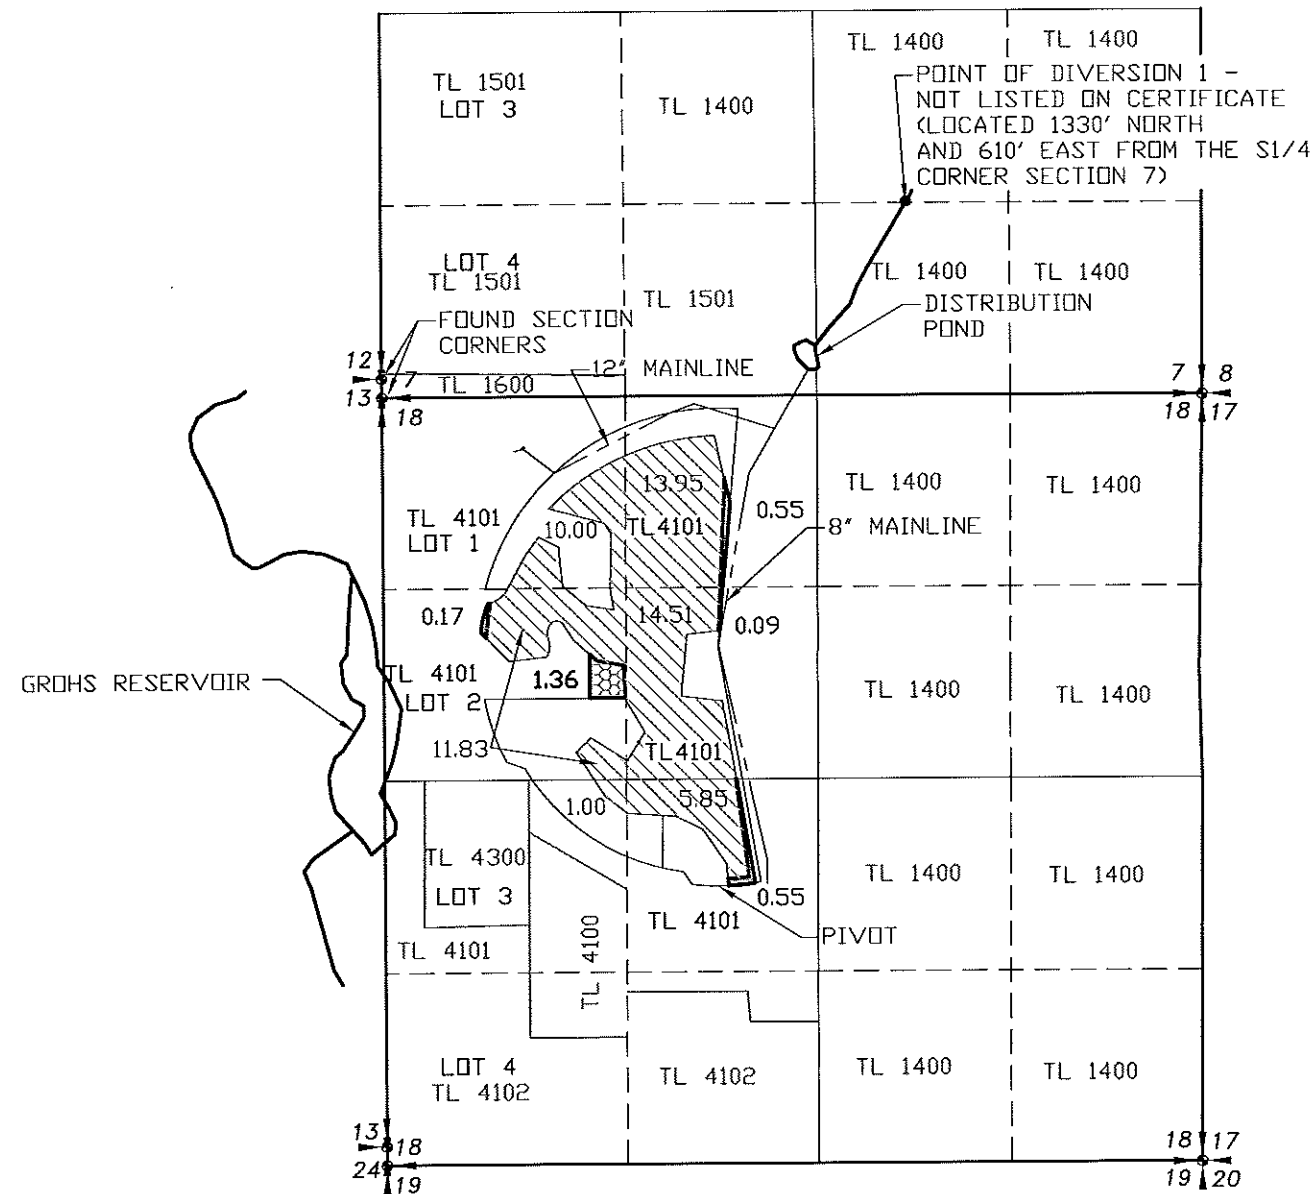 TL 1400
TL 1400
TL 1501
LOT 3
TL 1400
POINT OF DIVERSION 1 -
NOT LISTED ON CERTIFICATE
(LOCATED 1330' NORTH
AND 610' EAST FROM THE S1/4
CORNER SECTION 7)
LOT 4
TL 1501
TL 1501
TL 1400
TL 1400
DISTRIBUTION
POND
FOUND SECTION
CORNERS
12" MAINLINE
12
7
TL 1600
7
8
13
18
18
17
13.95
TL 4101
LOT 1
10.00
TL4101
0.55
TL 1400
TL 1400
8" MAINLINE
0.17
14.51
0.09
GROHS RESERVOIR
TL 4101
LOT 2
1.36
TL 1400
TL 1400
11.83
TL4101
1.00
5.85
TL 4300
LOT 3
0.55
TL 1400
TL 1400
TL 4101
TL 4100
TL 4101
PIVOT
LOT 4
TL 4102
TL 4102
TL 1400
TL 1400
13
18
18
17
24
19
19
20